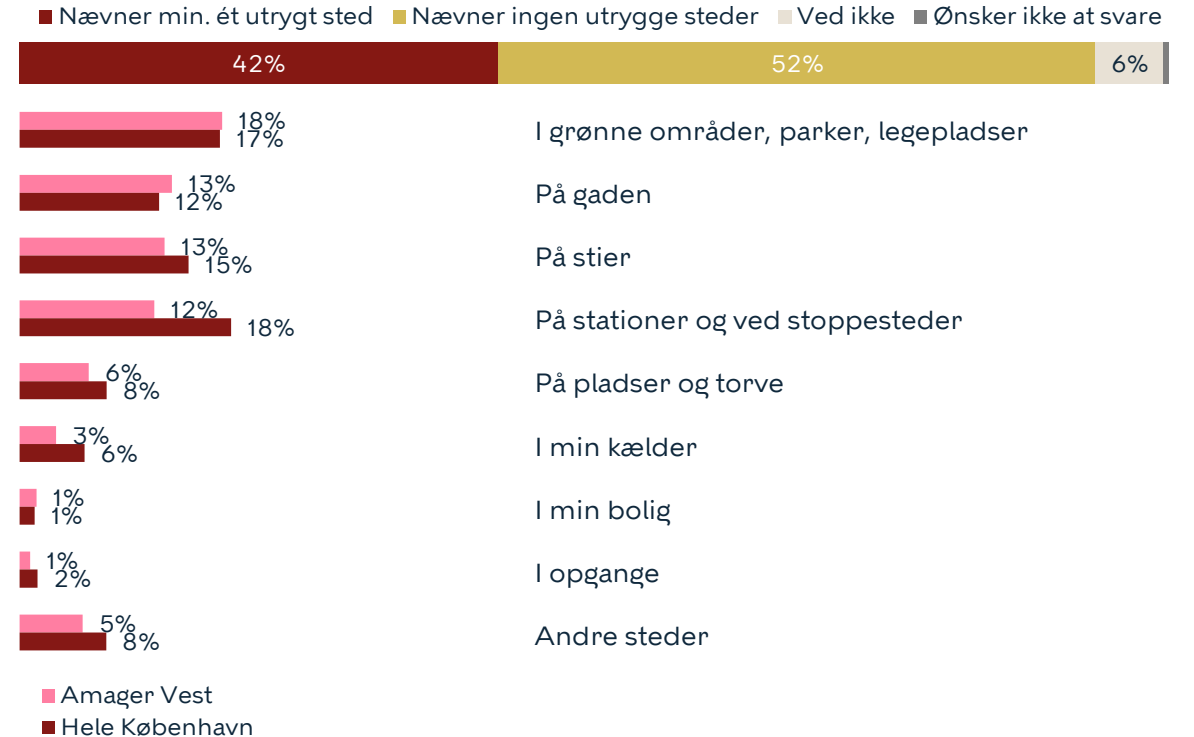 Nævner min. ét utrygt sted Nævner ingen utrygge steder Ved ikke Ønsker ikke at svare
42% 52% 6%
18%
17% I grønne områder, parker, legepladser
13%
12% På gaden
13%
15% På stier
12%
18% På stationer og ved stoppesteder
6%
8% På pladser og torve
3%
6% I min kælder
1%
1% I min bolig
1%
2% I opgange
5%
8% Andre steder
Amager Vest
Hele København